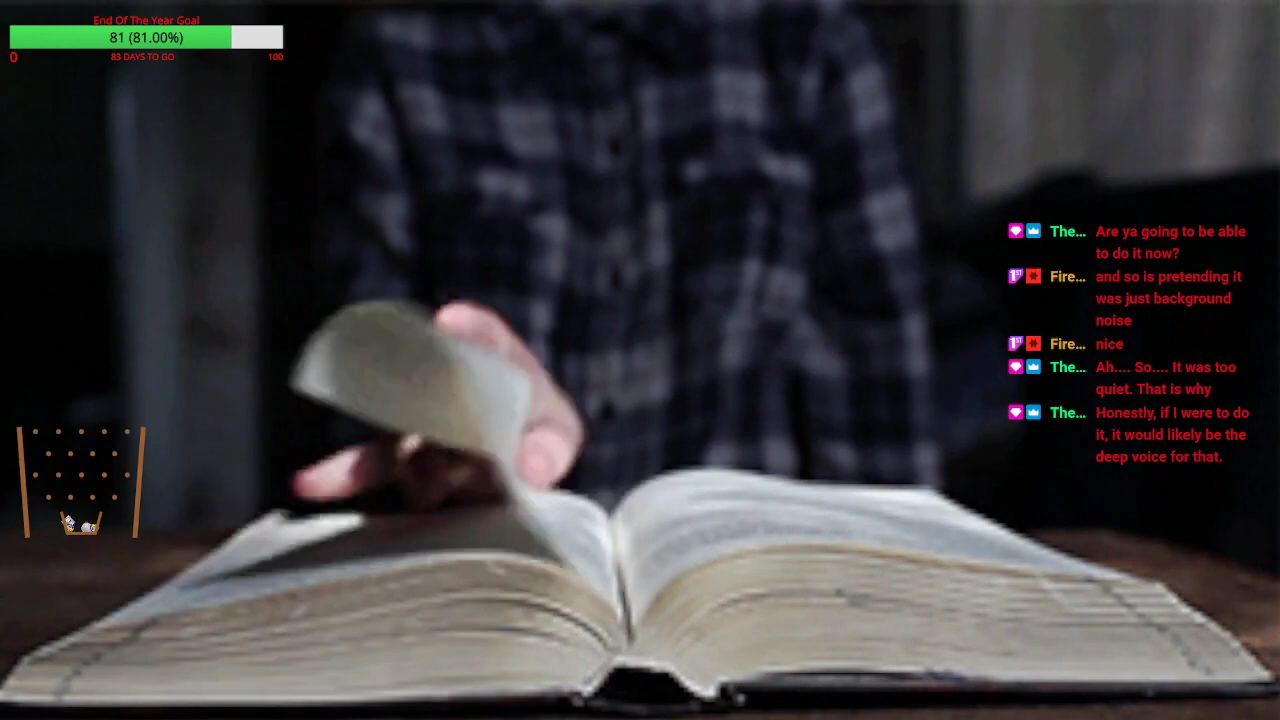 End Of The Year Goal
81 (81.00%)
0 83 DAYS TO GO 100
The... Are ya going to be able
to do it now?
1ST Fire... and so is pretending it
was just background
noise
1ST Fire... nice
The... Ah.... So.... It was too
quiet. That is why
The... Honestly, if I were to do
it, it would likely be the
deep voice for that.